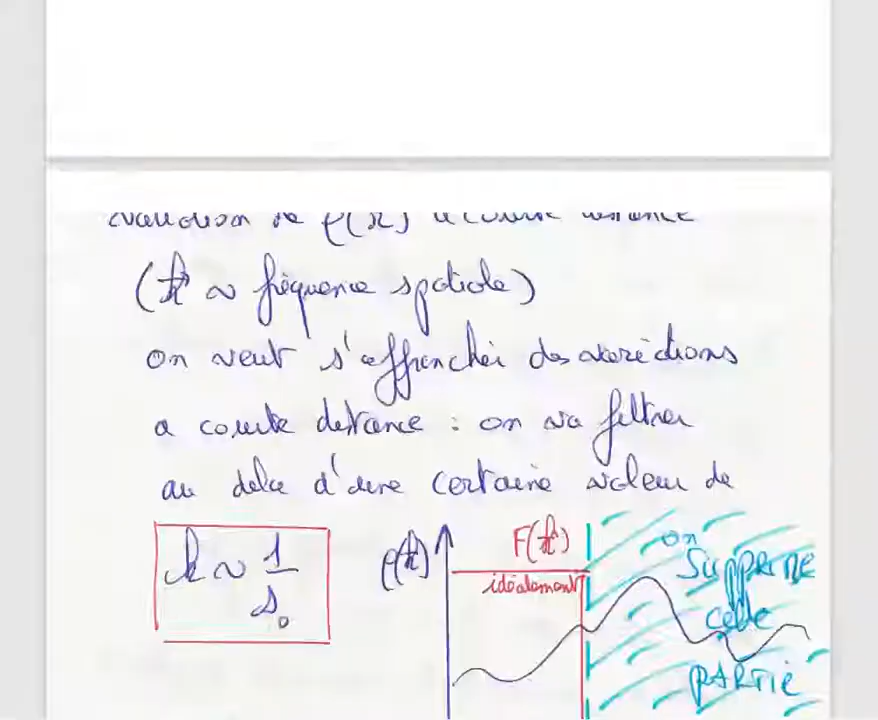 (k ~ fréquence spatiale)
on veut s'affranchir des variations
a courte distance : on va filtrer
au dela d'une certaine valeur de
k ~ 1/s₀
ρ(k)
F(k)
idéalement
on
SUPPRIME
cette
PARTIE